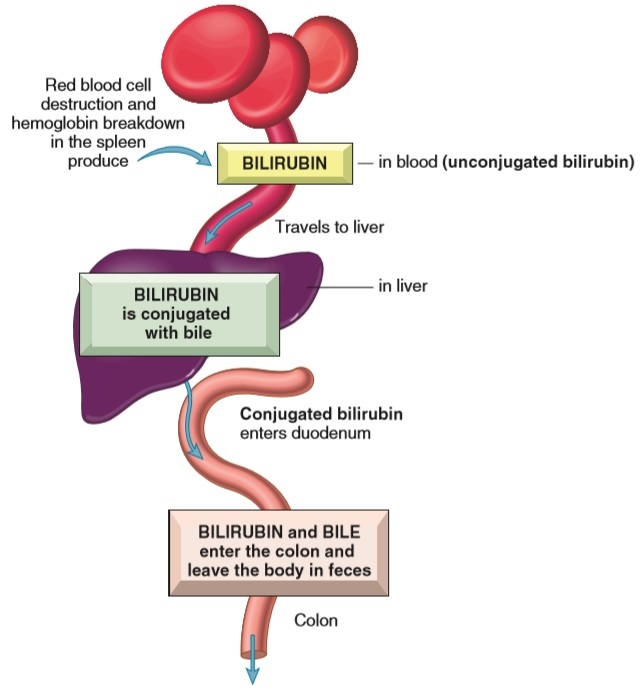 Red blood cell
destruction and
hemoglobin breakdown
in the spleen
produce
BILIRUBIN
in blood (unconjugated bilirubin)
Travels to liver
in liver
BILIRUBIN
is conjugated
with bile
Conjugated bilirubin
enters duodenum
BILIRUBIN and BILE
enter the colon and
leave the body in feces
Colon